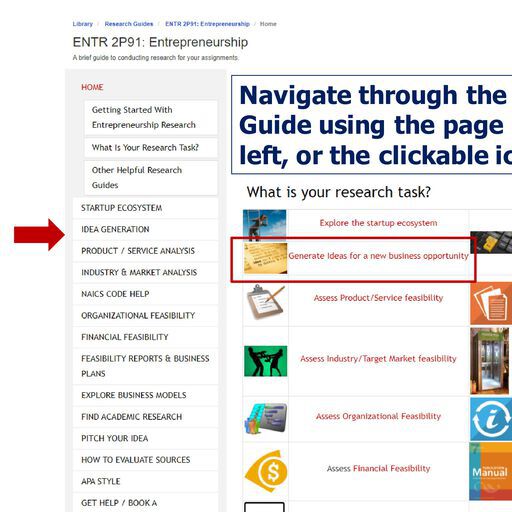 Library / Research Guides / ENTR 2P91: Entrepreneurship / Home
ENTR 2P91: Entrepreneurship
A brief guide to conducting research for your assignments.
HOME
Getting Started With
Entrepreneurship Research
What Is Your Research Task?
Other Helpful Research
Guides
STARTUP ECOSYSTEM
IDEA GENERATION
PRODUCT / SERVICE ANALYSIS
INDUSTRY & MARKET ANALYSIS
NAICS CODE HELP
ORGANIZATIONAL FEASIBILITY
FINANCIAL FEASIBILITY
FEASIBILITY REPORTS & BUSINESS
PLANS
EXPLORE BUSINESS MODELS
FIND ACADEMIC RESEARCH
PITCH YOUR IDEA
HOW TO EVALUATE SOURCES
APA STYLE
GET HELP / BOOK A
Navigate through the
Guide using the page
left, or the clickable ic
What is your research task?
Explore the startup ecosystem
Generate Ideas for a new business opportunity
Assess Product/Service feasibility
Assess Industry/Target Market feasibility
Assess Organizational Feasibility
Assess Financial Feasibility
Manual